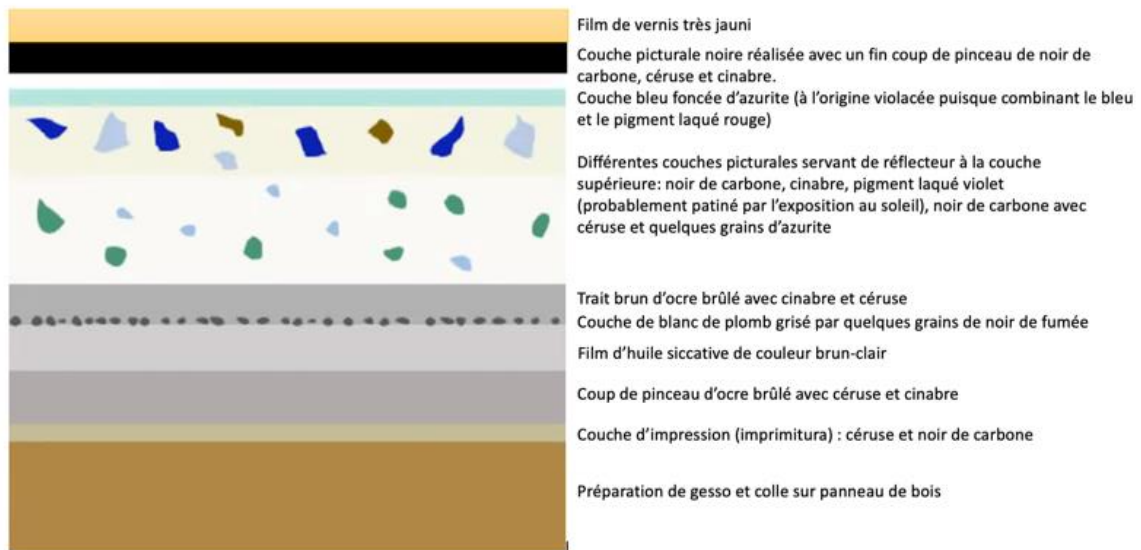 Film de vernis très jauni
Couche picturale noire réalisée avec un fin coup de pinceau de noir de
carbone, céruse et cinabre.
Couche bleu foncée d'azurite (à l'origine violacée puisque combinant le bleu
et le pigment laqué rouge)
Différentes couches picturales servant de réflecteur à la couche
supérieure: noir de carbone, cinabre, pigment laqué violet
(probablement patiné par l'exposition au soleil), noir de carbone avec
céruse et quelques grains d'azurite
Trait brun d'ocre brûlé avec cinabre et céruse
Couche de blanc de plomb grisé par quelques grains de noir de fumée
Film d'huile siccative de couleur brun-clair
Coup de pinceau d'ocre brûlé avec céruse et cinabre
Couche d'impression (imprimitura) : céruse et noir de carbone
Préparation de gesso et colle sur panneau de bois